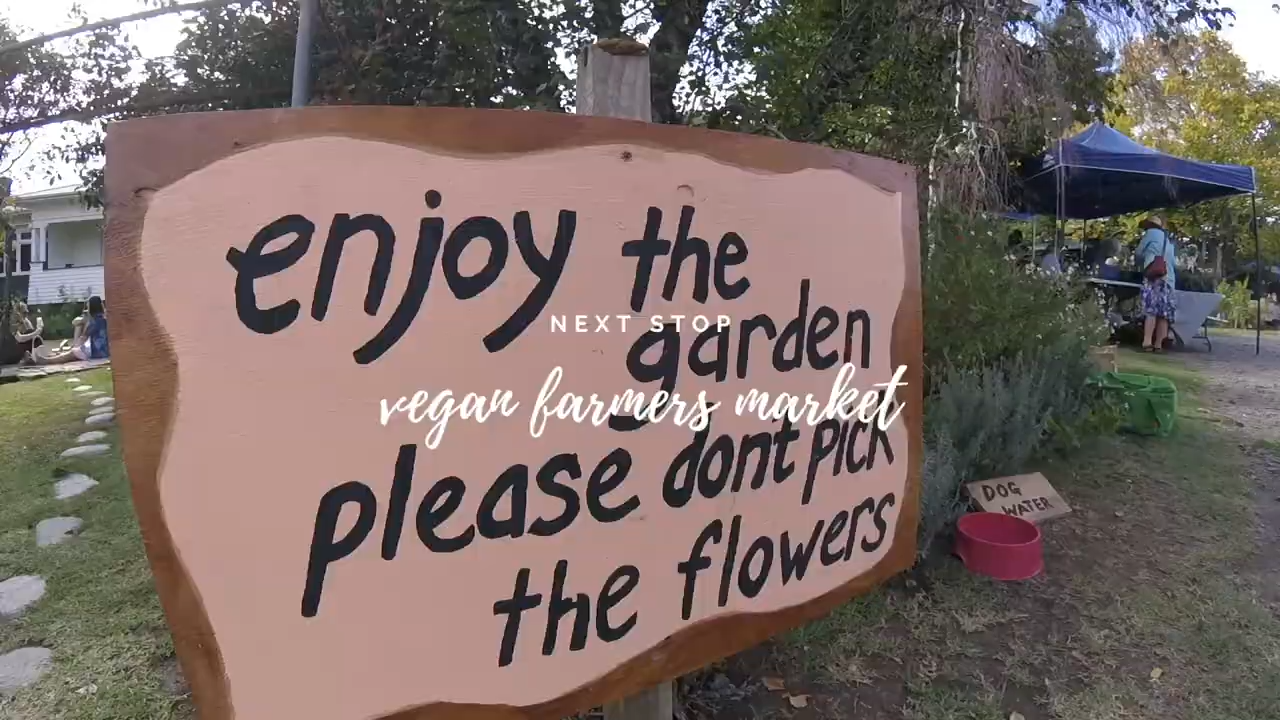 enjoy the
garden
please dont pick
the flowers
NEXT STOP
vegan farmers market
DOG
WATER